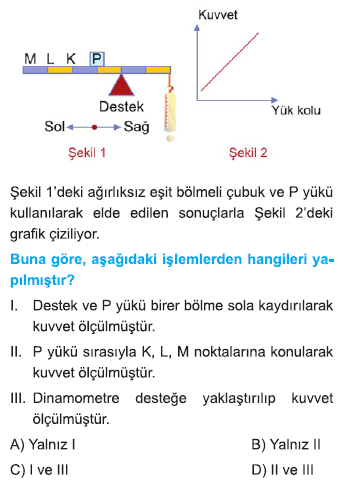 Kuvvet
M L K P
Destek
Yük kolu
Sol Sağ
Şekil 1
Şekil 2
Şekil 1'deki ağırlıksız eşit bölmeli çubuk ve P yükü
kullanılarak elde edilen sonuçlarla Şekil 2'deki
grafik çiziliyor.
Buna göre, aşağıdaki işlemlerden hangileri ya-
pılmıştır?
I. Destek ve P yükü birer bölme sola kaydırılarak
kuvvet ölçülmüştür.
II. P yükü sırasıyla K, L, M noktalarına konularak
kuvvet ölçülmüştür.
III. Dinamometre desteğe yaklaştırılıp kuvvet
ölçülmüştür.
A) Yalnız I B) Yalnız II
C) I ve III D) II ve III